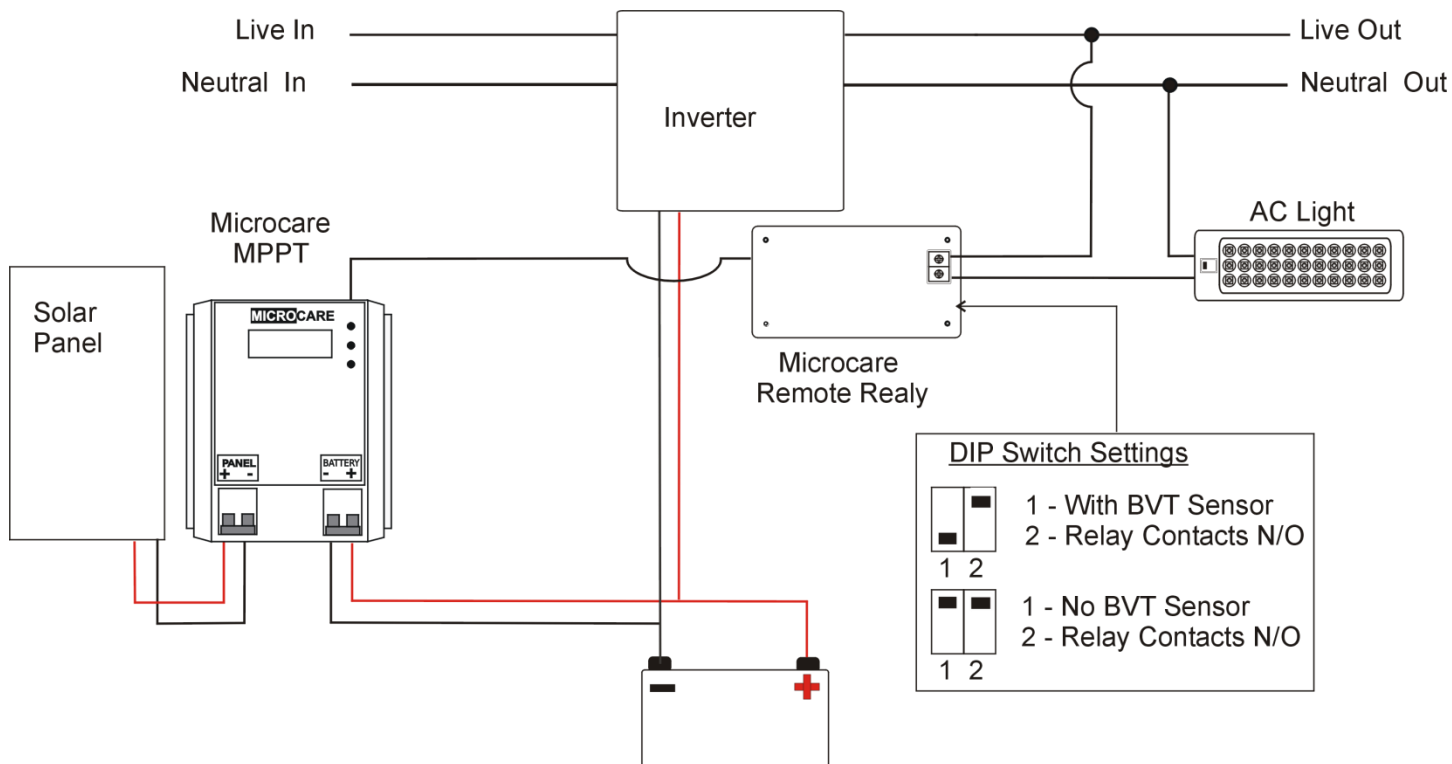 Live In
Live Out
Neutral In
Neutral Out
Inverter
AC Light
Microcare
MPPT
Solar
Panel
MICROCARE
PANEL
+ -
BATTERY
- +
Microcare
Remote Realy
DIP Switch Settings
1 - With BVT Sensor
2 - Relay Contacts N/O
1 2
1 - No BVT Sensor
2 - Relay Contacts N/O
1 2
- +